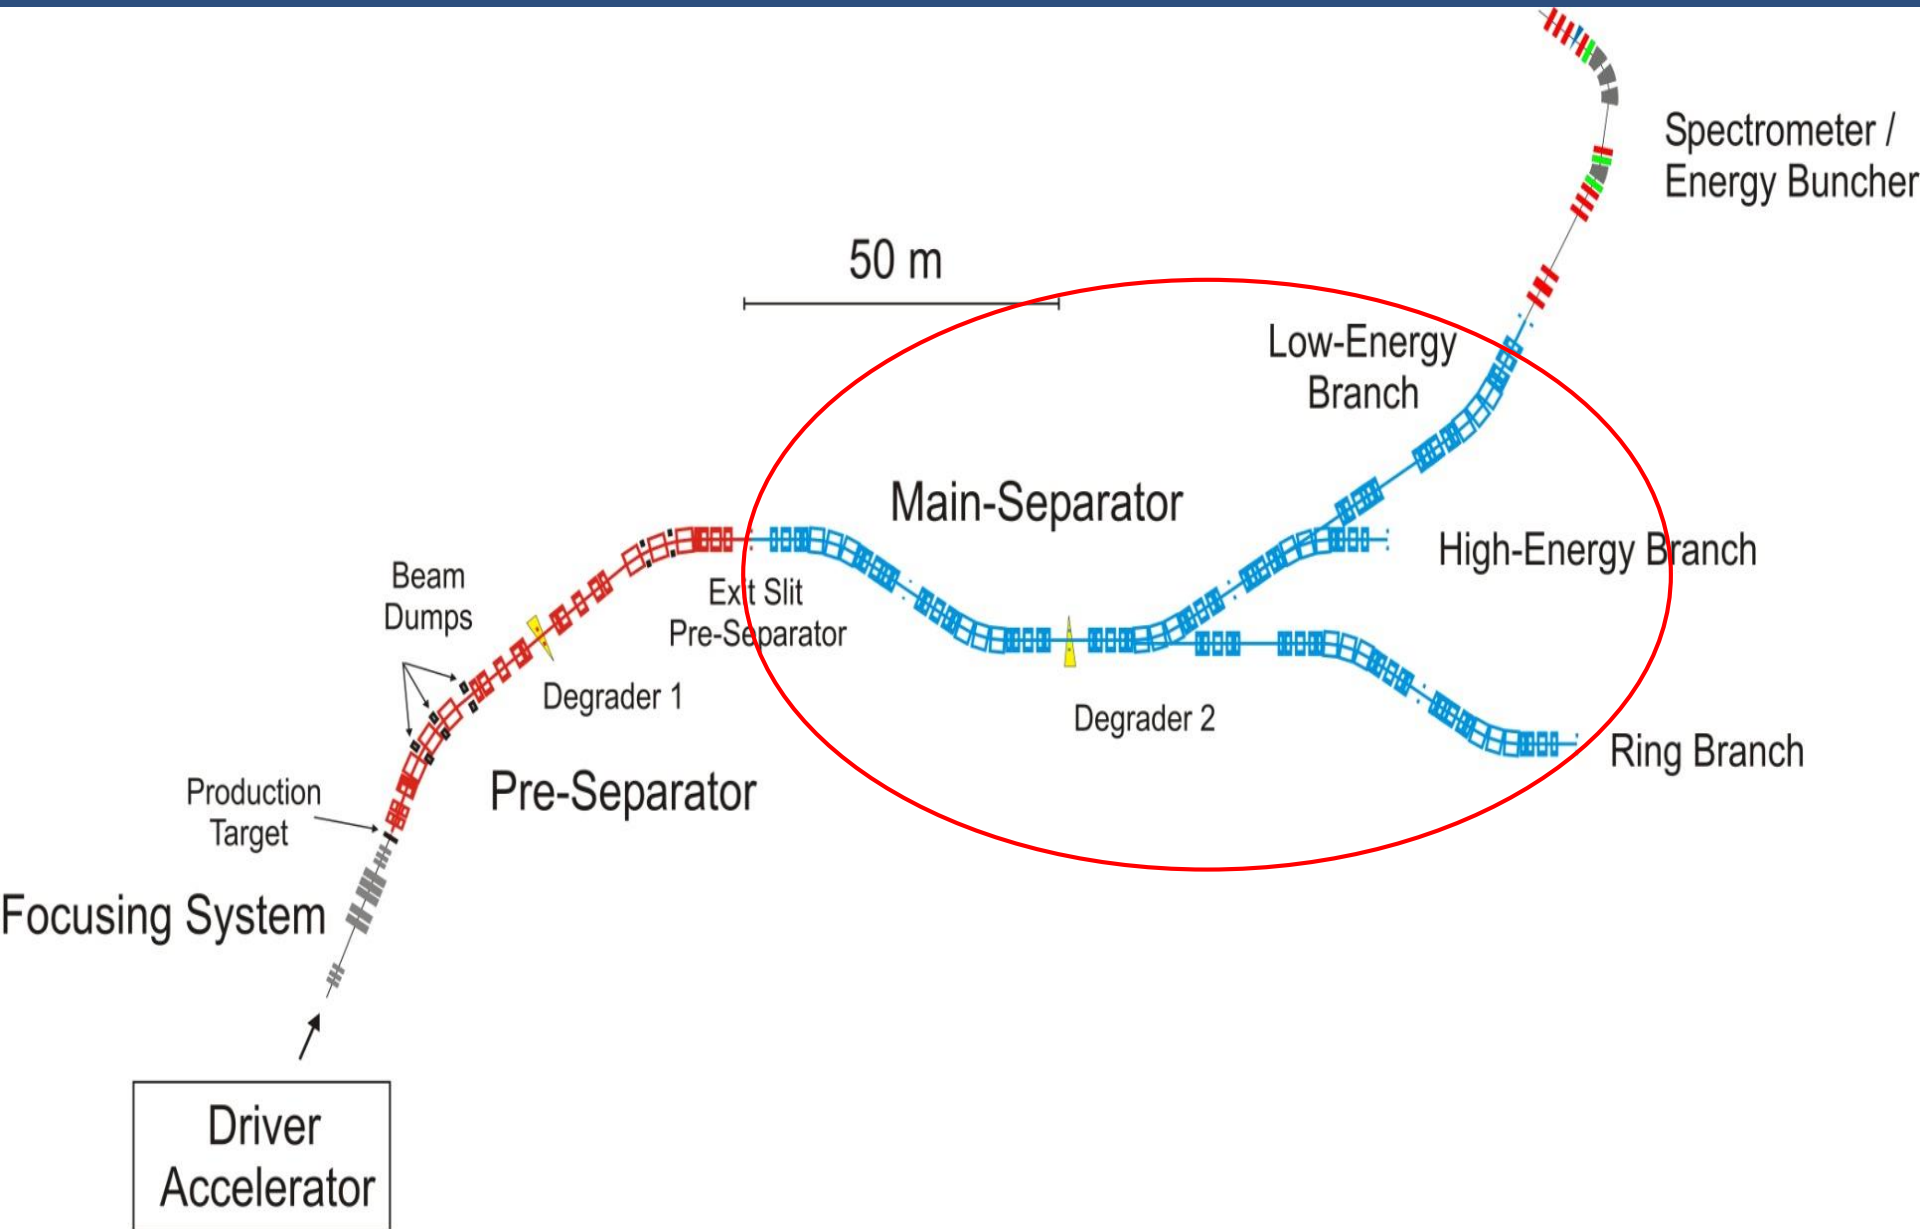 Spectrometer /
Energy Buncher
50 m
Low-Energy
Branch
Main-Separator
High-Energy Branch
Beam
Dumps
Exit Slit
Pre-Separator
Degrader 1
Degrader 2
Ring Branch
Pre-Separator
Production
Target
Focusing System
Driver
Accelerator